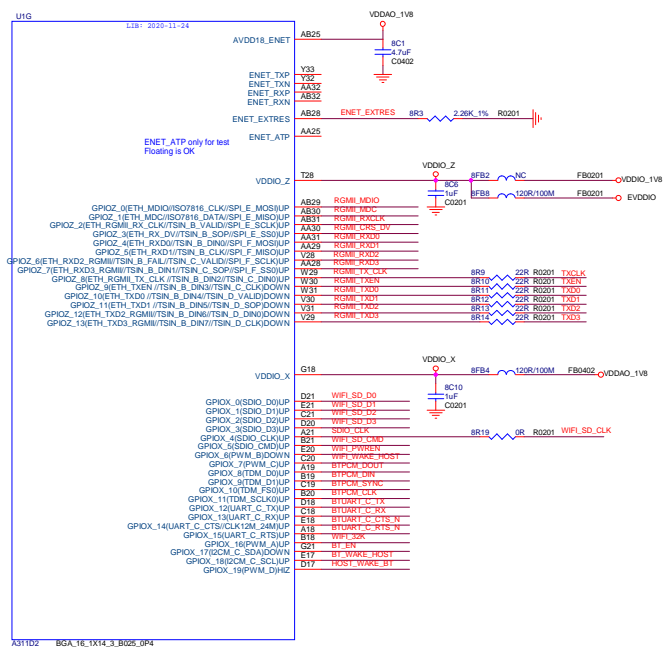 U1G
LIB: 2020-11-24
VDDAO_1V8
AVDD18_ENET AB25
8C1
4.7uF
C0402
ENET_TXP Y33
ENET_TXN Y32
ENET_RXP AA32
ENET_RXN AB32
ENET_EXTRES AB28 ENET_EXTRES 8R3 2.26K_1% R0201
ENET_ATP AA25
ENET_ATP only for test
Floating is OK
VDDIO_Z
VDDIO_Z T28 8FB2 NC FB0201 VDDIO_1V8
8C6
1uF
C0201
8FB8 120R/100M FB0201 EVDDIO
GPIOZ_0(ETH_MDIO//ISO7816_CLK//SPI_E_MOSI)UP AB29 RGMII_MDIO
GPIOZ_1(ETH_MDC//ISO7816_DATA//SPI_E_MISO)UP AB30 RGMII_MDC
GPIOZ_2(ETH_RGMII_RX_CLK//TSIN_B_VALID//SPI_E_SCLK)UP AB31 RGMII_RXCLK
GPIOZ_3(ETH_RX_DV//TSIN_B_SOP//SPI_E_SS0)UP AA30 RGMII_CRS_DV
GPIOZ_4(ETH_RXD0//TSIN_B_DIN0//SPI_F_MOSI)UP AA31 RGMII_RXD0
GPIOZ_5(ETH_RXD1//TSIN_B_CLK//SPI_F_MISO)UP AA29 RGMII_RXD1
GPIOZ_6(ETH_RXD2_RGMII//TSIN_B_FAIL//TSIN_C_VALID//SPI_F_SCLK)UP V28 RGMII_RXD2
GPIOZ_7(ETH_RXD3_RGMII//TSIN_B_DIN1//TSIN_C_SOP//SPI_F_SS0)UP AA28 RGMII_RXD3
GPIOZ_8(ETH_RGMII_TX_CLK //TSIN_B_DIN2//TSIN_C_DIN0)UP W29 RGMII_TX_CLK 8R9 22R R0201 TXCLK
GPIOZ_9(ETH_TXEN //TSIN_B_DIN3//TSIN_C_CLK)DOWN W30 RGMII_TXEN 8R10 22R R0201 TXEN
GPIOZ_10(ETH_TXD0 //TSIN_B_DIN4//TSIN_D_VALID)DOWN W31 RGMII_TXD0 8R11 22R R0201 TXD0
GPIOZ_11(ETH_TXD1 //TSIN_B_DIN5//TSIN_D_SOP)DOWN V30 RGMII_TXD1 8R12 22R R0201 TXD1
GPIOZ_12(ETH_TXD2_RGMII//TSIN_B_DIN6//TSIN_D_DIN0)DOWN V31 RGMII_TXD2 8R13 22R R0201 TXD2
GPIOZ_13(ETH_TXD3_RGMII//TSIN_B_DIN7//TSIN_D_CLK)DOWN V29 RGMII_TXD3 8R14 22R R0201 TXD3
VDDIO_X
VDDIO_X G18 8FB4 120R/100M FB0402 VDDAO_1V8
8C10
1uF
C0201
GPIOX_0(SDIO_D0)UP D21 WIFI_SD_D0
GPIOX_1(SDIO_D1)UP E21 WIFI_SD_D1
GPIOX_2(SDIO_D2)UP C21 WIFI_SD_D2
GPIOX_3(SDIO_D3)UP D20 WIFI_SD_D3
GPIOX_4(SDIO_CLK)UP A21 SDIO_CLK 8R19 0R R0201 WIFI_SD_CLK
GPIOX_5(SDIO_CMD)UP B21 WIFI_SD_CMD
GPIOX_6(PWM_B)DOWN E20 WIFI_PWREN
GPIOX_7(PWM_C)UP C20 WIFI_WAKE_HOST
GPIOX_8(TDM_D0)UP A19 BTPCM_DOUT
GPIOX_9(TDM_D1)UP B19 BTPCM_DIN
GPIOX_10(TDM_FS0)UP C19 BTPCM_SYNC
GPIOX_11(TDM_SCLK0)UP B20 BTPCM_CLK
GPIOX_12(UART_C_TX)UP D18 BTUART_C_TX
GPIOX_13(UART_C_RX)UP C18 BTUART_C_RX
GPIOX_14(UART_C_CTS//CLK12M_24M)UP E18 BTUART_C_CTS_N
GPIOX_15(UART_C_RTS)UP A18 BTUART_C_RTS_N
GPIOX_16(PWM_A)UP B18 WIFI_32K
GPIOX_17(I2CM_C_SDA)DOWN G21 BT_EN
GPIOX_18(I2CM_C_SCL)UP E17 BT_WAKE_HOST
GPIOX_19(PWM_D)HIZ D17 HOST_WAKE_BT
A311D2 BGA_16_1X14_3_B025_0P4